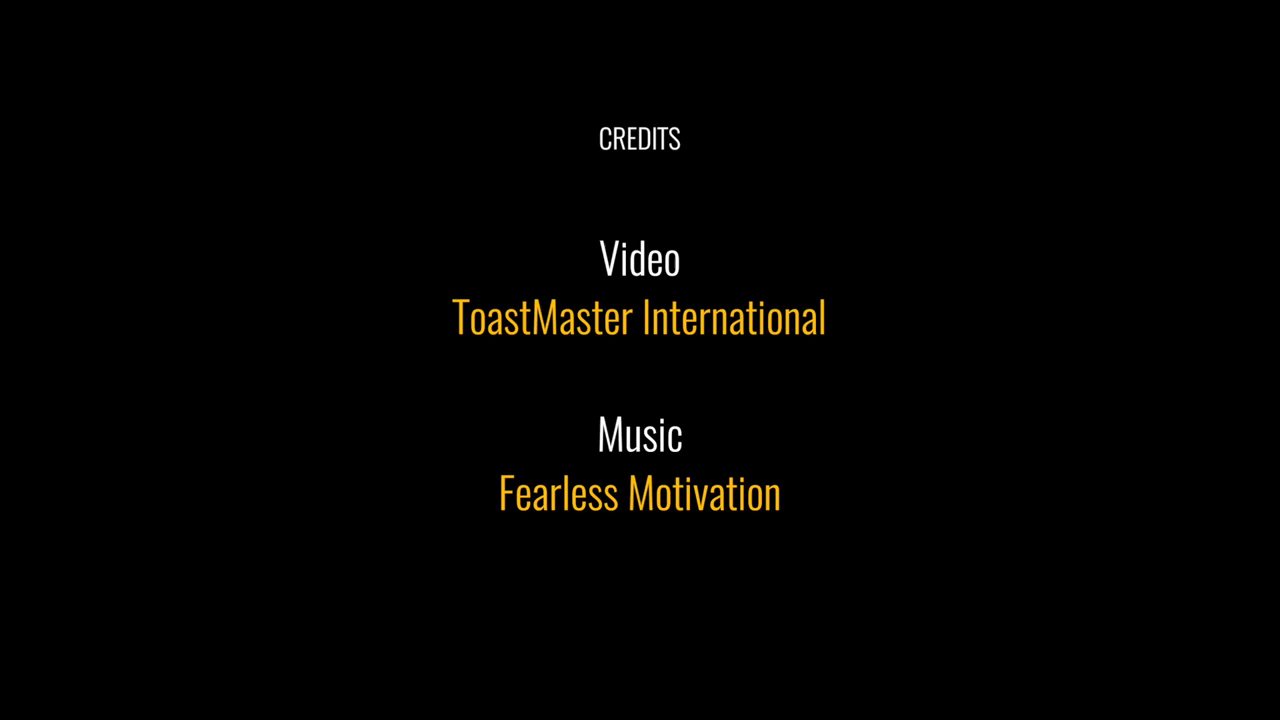 CREDITS
Video
ToastMaster International
Music
Fearless Motivation